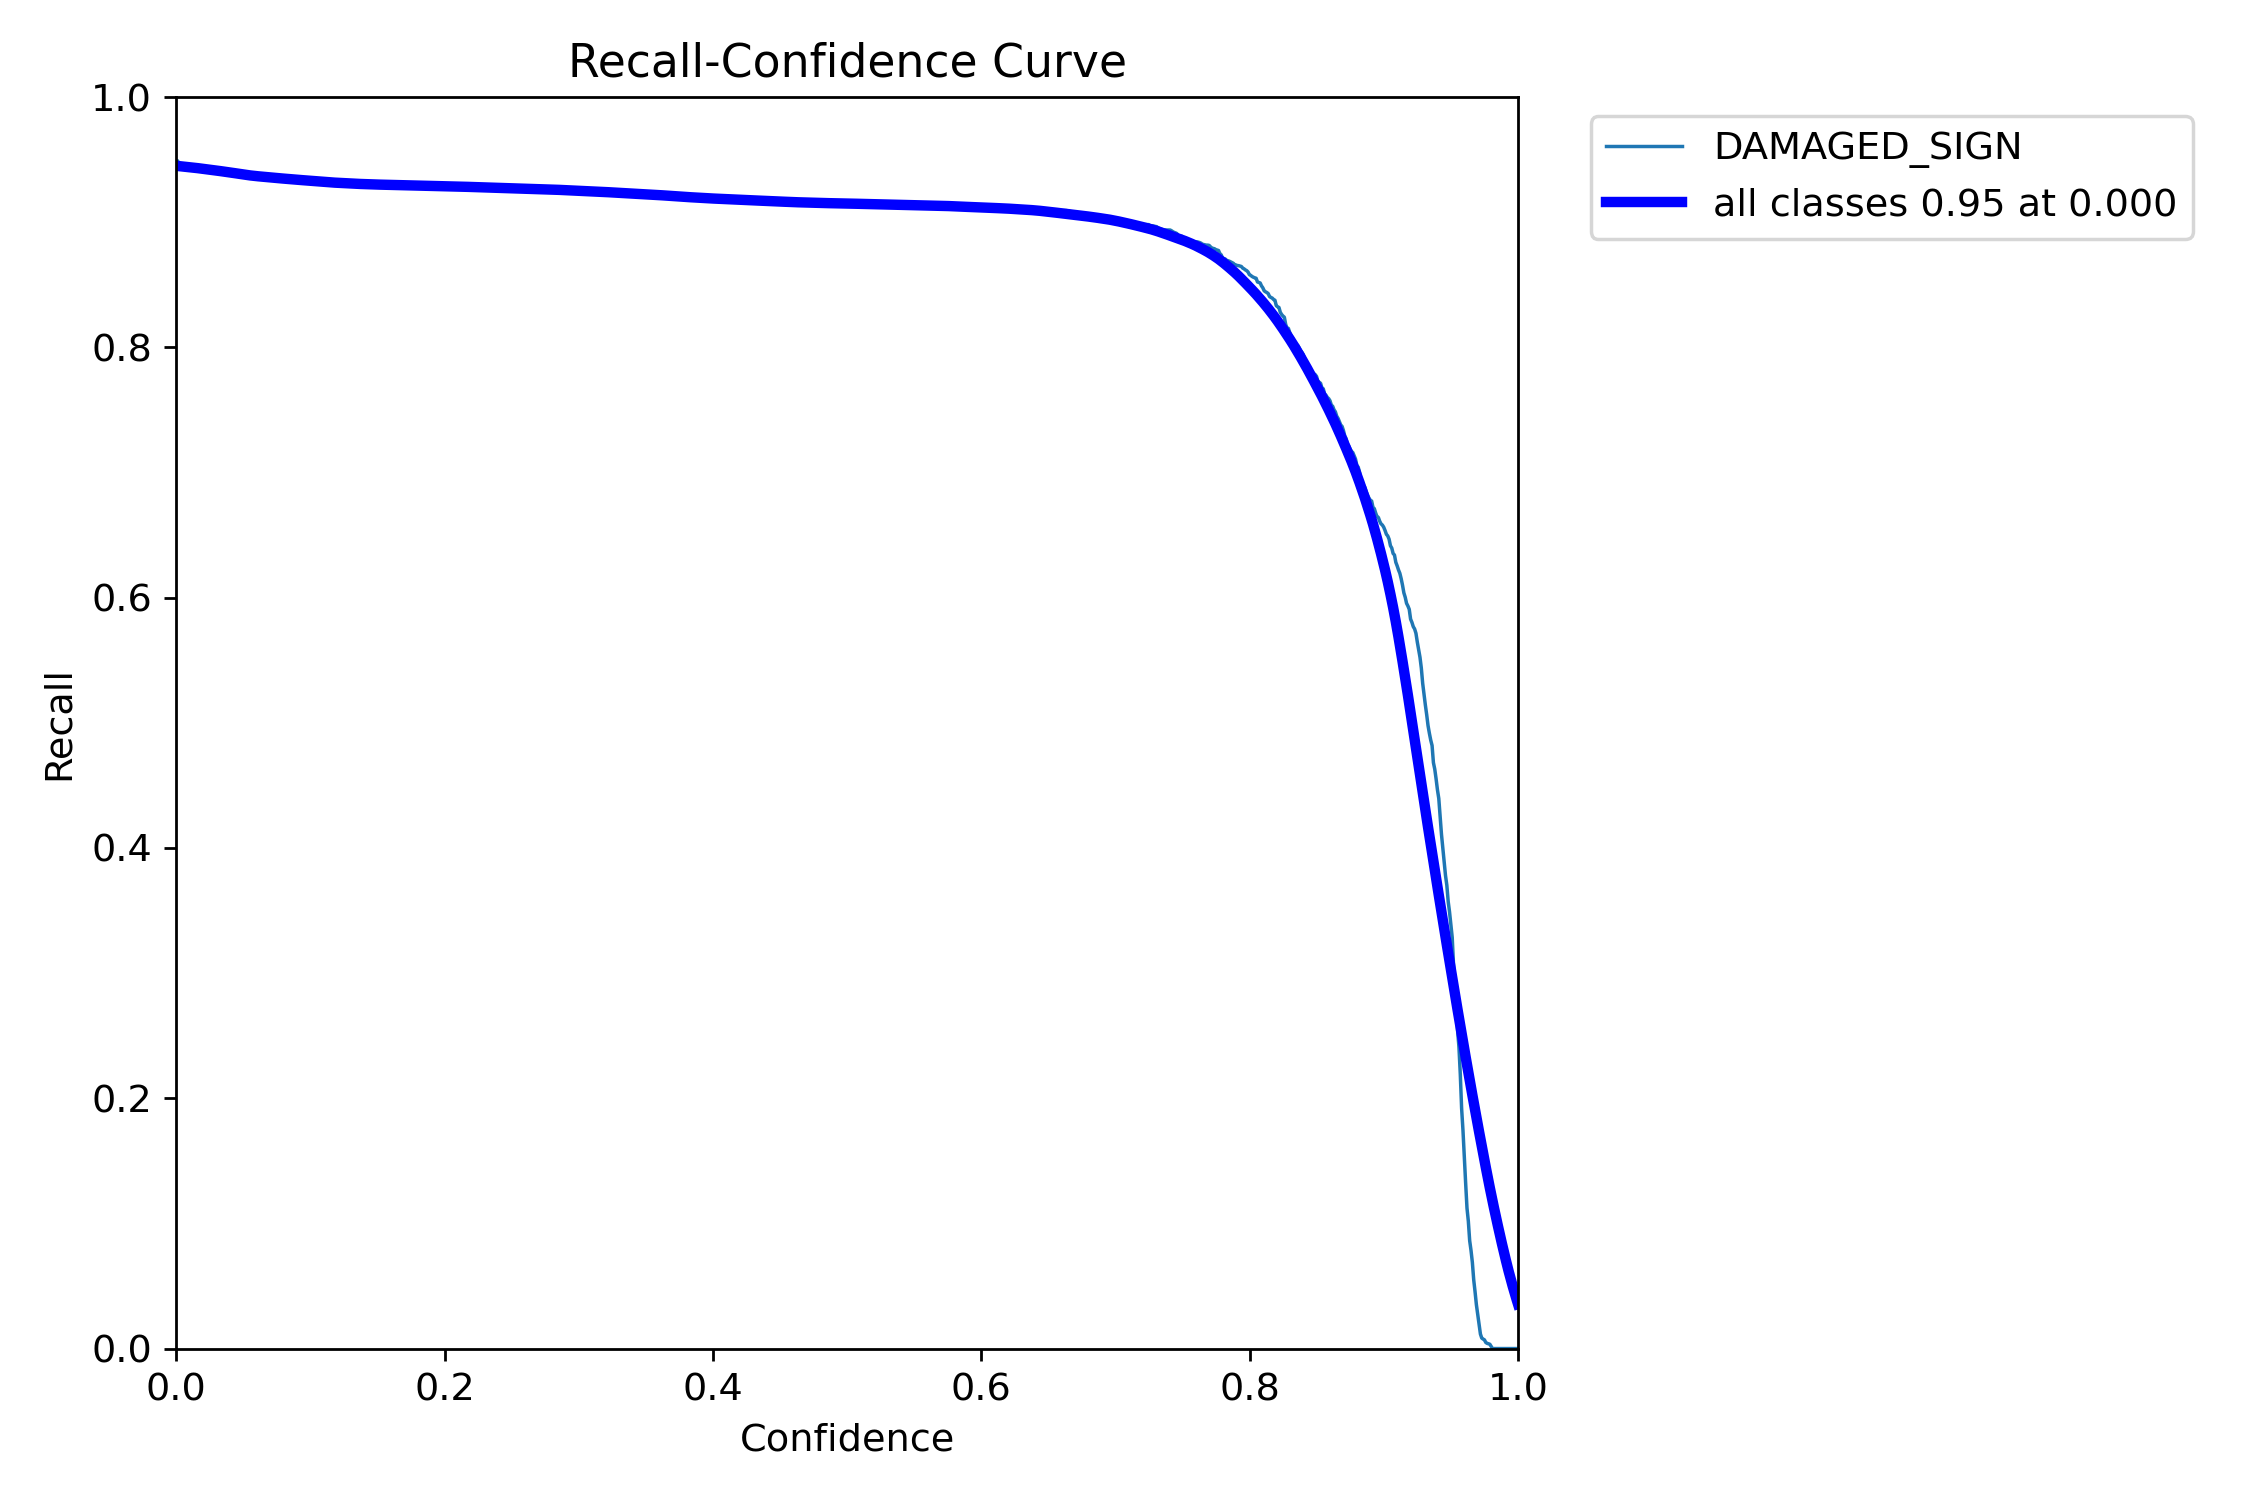 Recall-Confidence Curve
1.0
0.8
0.6
0.4
0.2
0.0
Recall
0.0 0.2 0.4 0.6 0.8 1.0
Confidence
DAMAGED_SIGN
all classes 0.95 at 0.000